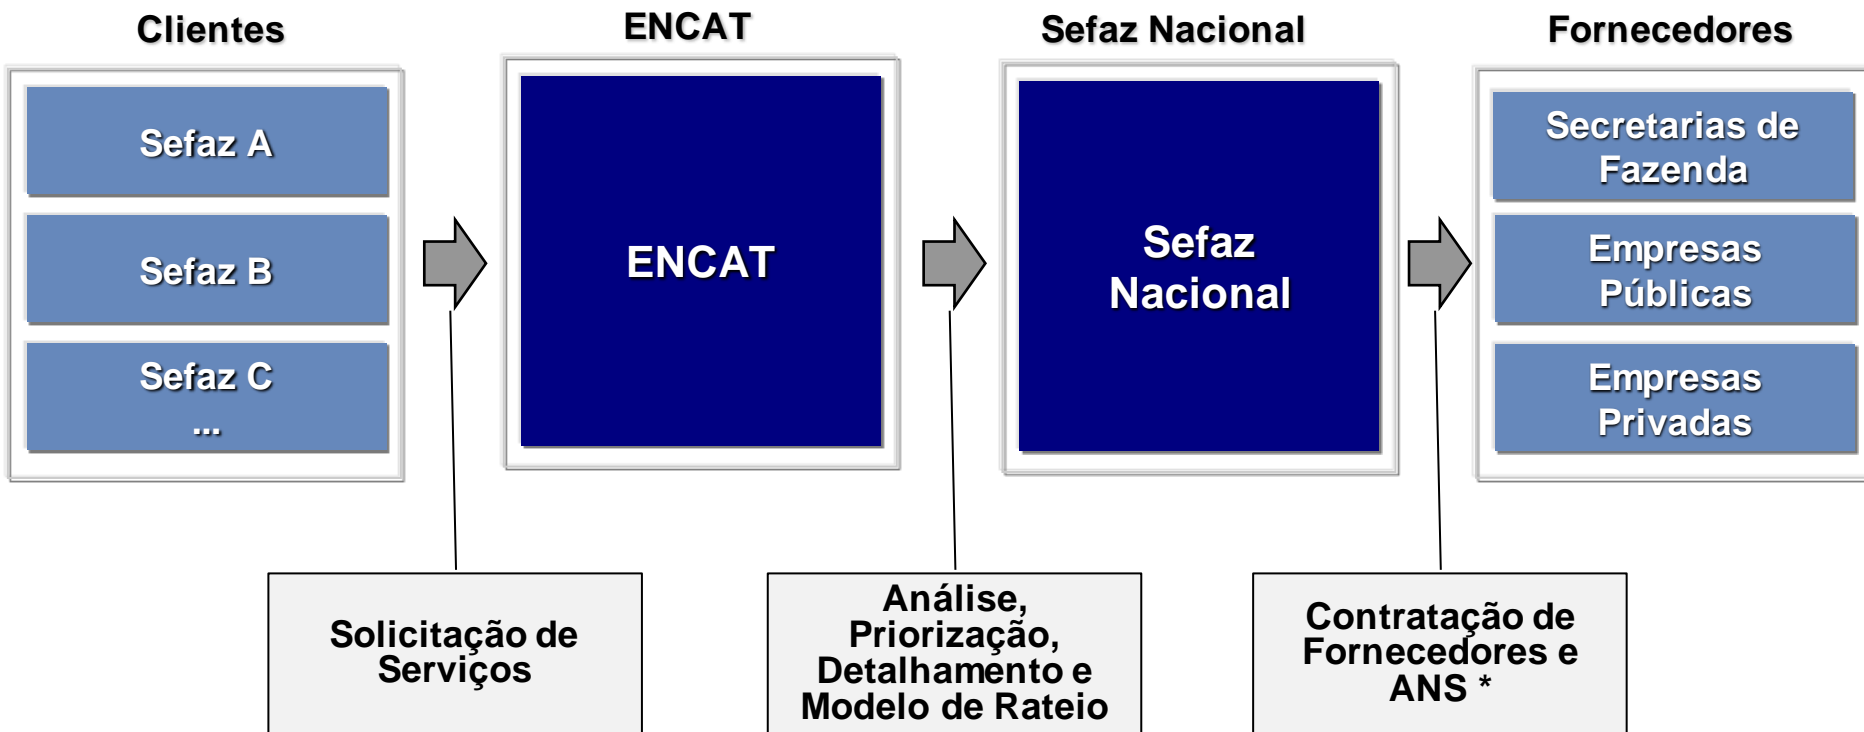 Clientes
ENCAT
Sefaz Nacional
Fornecedores
Sefaz A
Sefaz B
Sefaz C
...
ENCAT
Sefaz
Nacional
Secretarias de
Fazenda
Empresas
Públicas
Empresas
Privadas
Solicitação de
Serviços
Análise,
Priorização,
Detalhamento e
Modelo de Rateio
Contratação de
Fornecedores e
ANS *